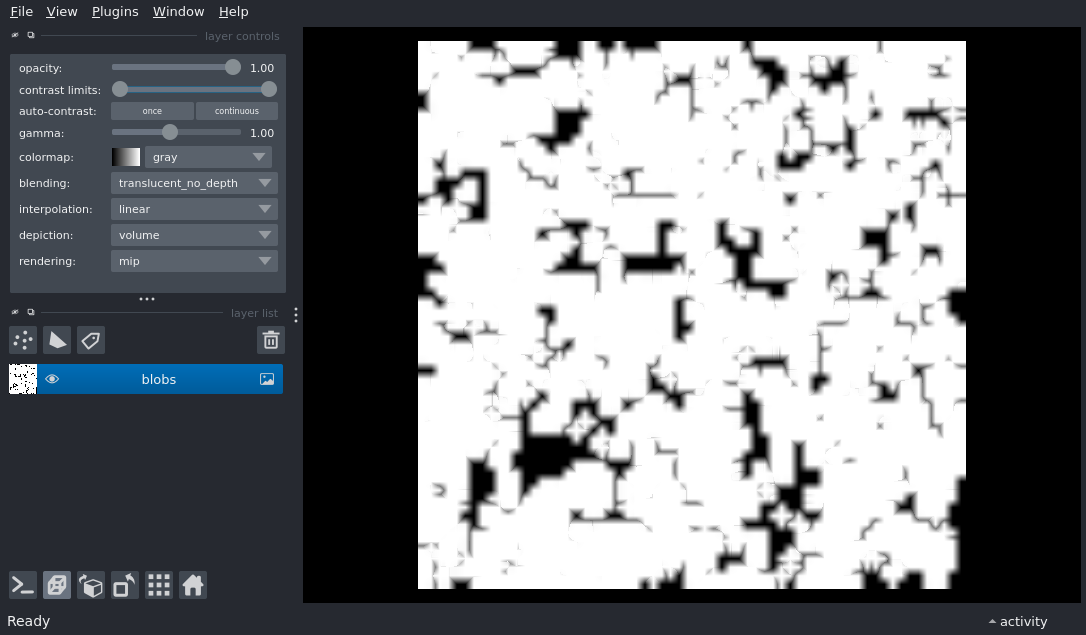 File View Plugins Window Help
layer controls
opacity: 1.00
contrast limits:
auto-contrast: once continuous
gamma: 1.00
colormap: gray
blending: translucent_no_depth
interpolation: linear
depiction: volume
rendering: mip
layer list
blobs
Ready activity